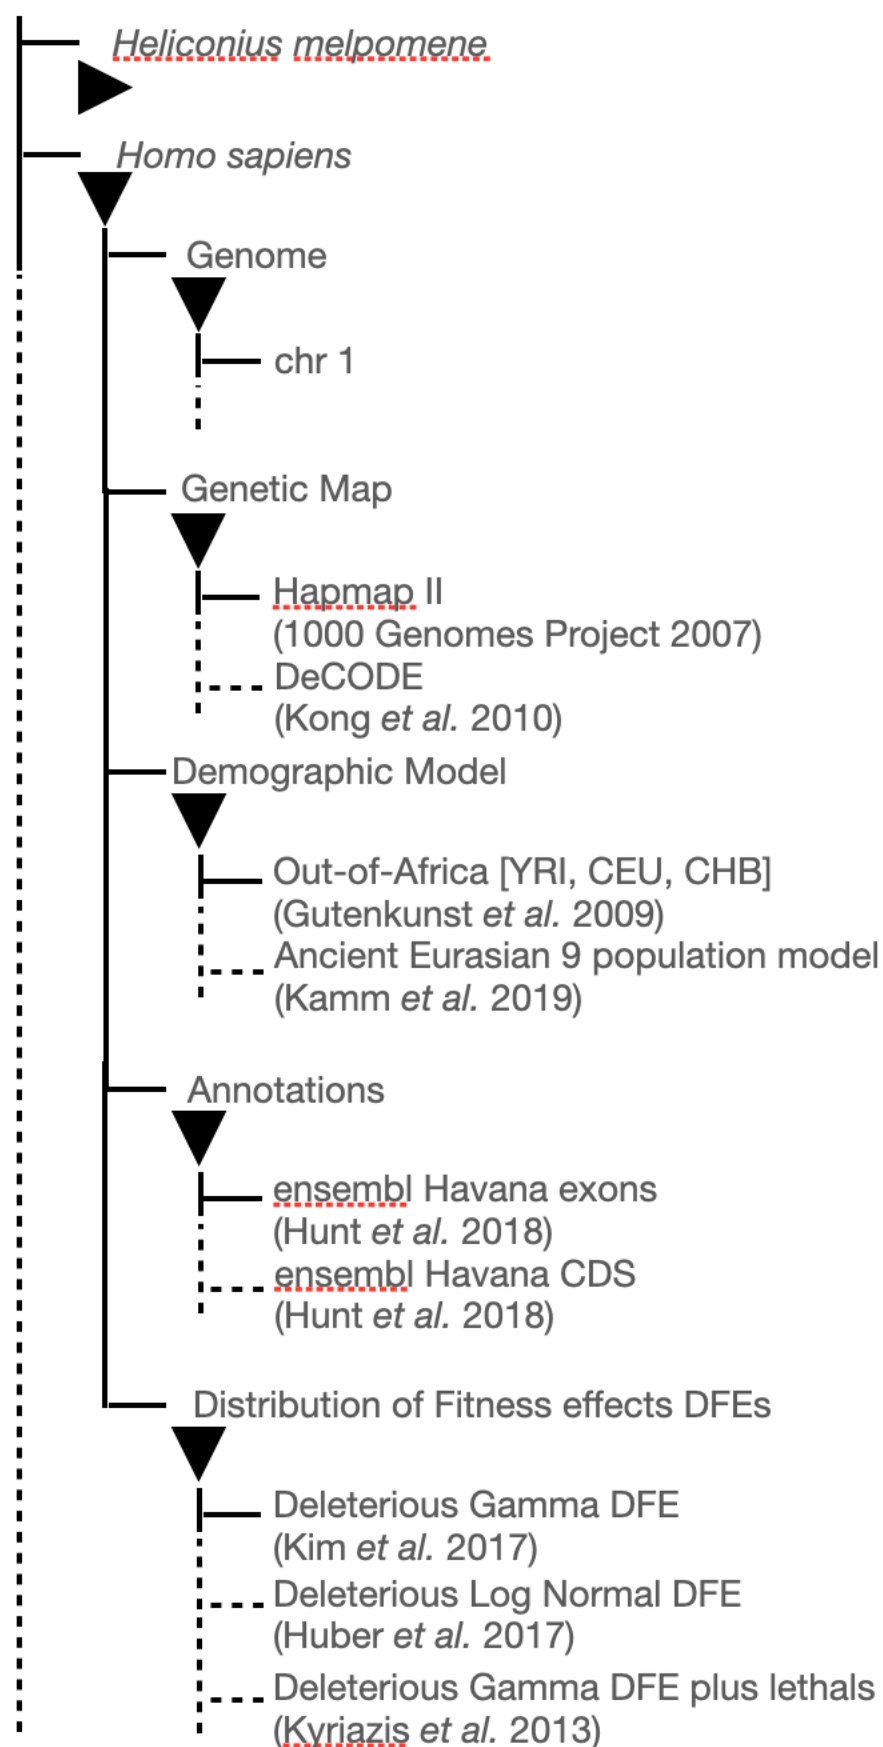 Heliconius melpomene
Homo sapiens
Genome
chr 1
Genetic Map
Hapmap II
(1000 Genomes Project 2007)
DeCODE
(Kong et al. 2010)
Demographic Model
Out-of-Africa [YRI, CEU, CHB]
(Gutenkunst et al. 2009)
Ancient Eurasian 9 population model
(Kamm et al. 2019)
Annotations
ensembl Havana exons
(Hunt et al. 2018)
ensembl Havana CDS
(Hunt et al. 2018)
Distribution of Fitness effects DFEs
Deleterious Gamma DFE
(Kim et al. 2017)
Deleterious Log Normal DFE
(Huber et al. 2017)
Deleterious Gamma DFE plus lethals
(Kyriazis et al. 2013)